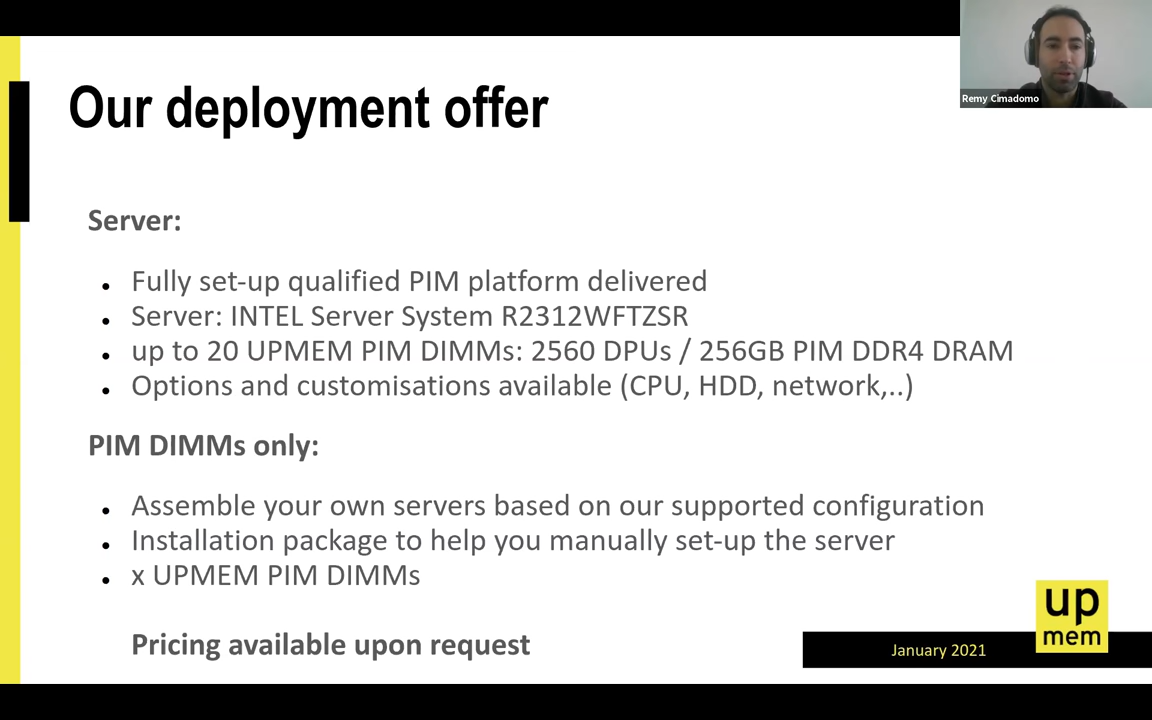 Remy Cimadomo
Our deployment offer
Server:
• Fully set-up qualified PIM platform delivered
• Server: INTEL Server System R2312WFTZSR
• up to 20 UPMEM PIM DIMMs: 2560 DPUs / 256GB PIM DDR4 DRAM
• Options and customisations available (CPU, HDD, network,..)
PIM DIMMs only:
• Assemble your own servers based on our supported configuration
• Installation package to help you manually set-up the server
• x UPMEM PIM DIMMs
Pricing available upon request
January 2021
up
mem